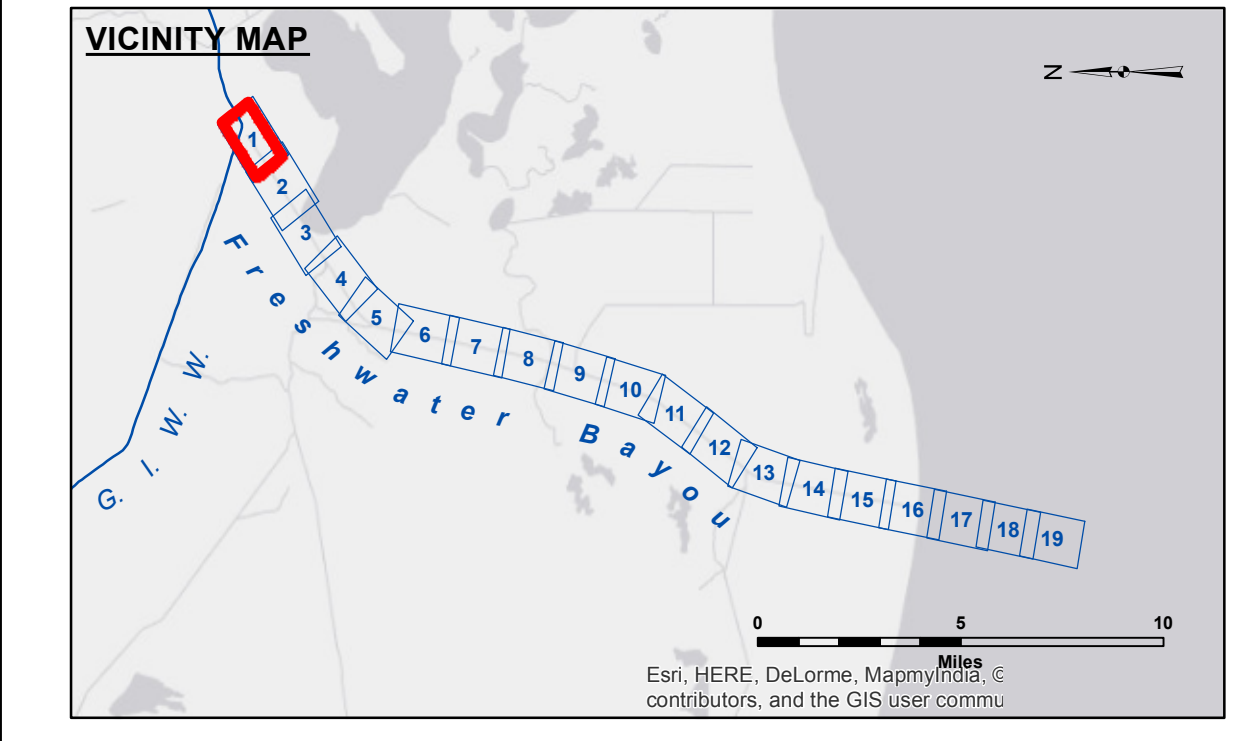 VICINITY MAP
N
1
2
3
4
5
6
7
8
9
10
11
12
13
14
15
16
17
18
19
Freshwater Bayou
G. I. W. W.
0 5 10
Miles
Esri, HERE, DeLorme, MapmyIndia, ©
contributors, and the GIS user commu